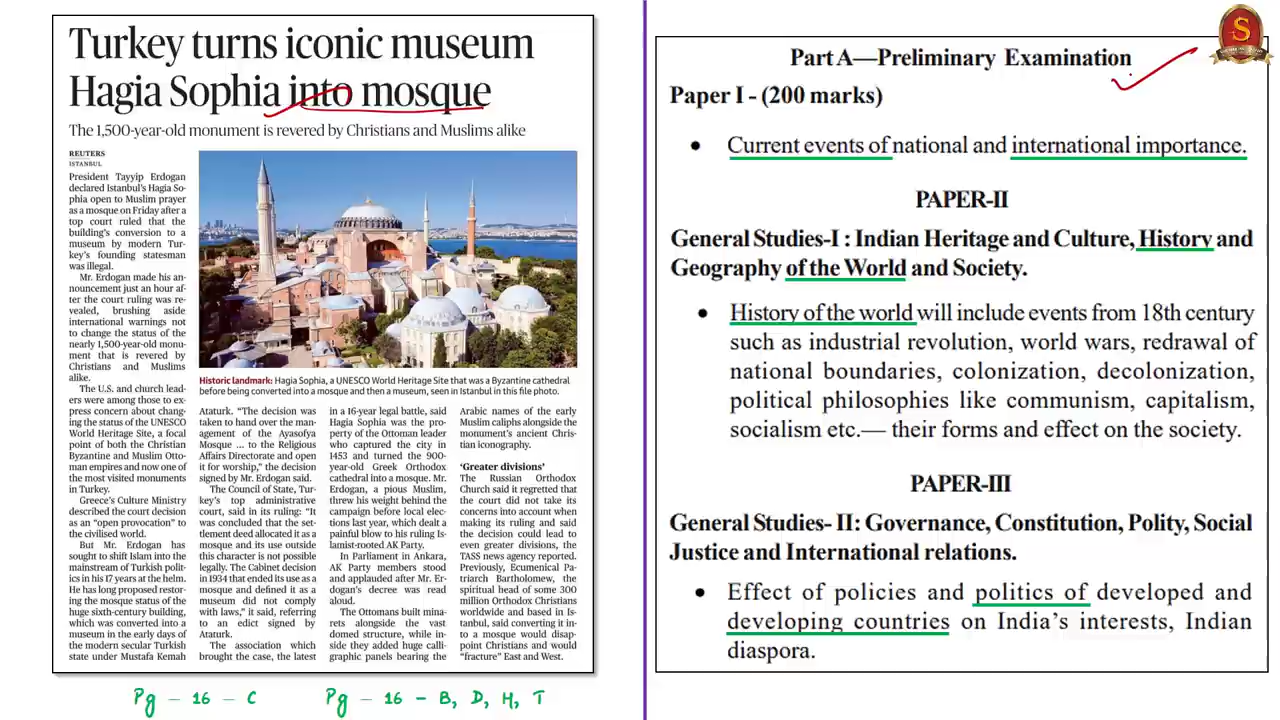 Turkey turns iconic museum
Hagia Sophia into mosque
The 1,500-year-old monument is revered by Christians and Muslims alike
REUTERS
ISTANBUL
President Tayyip Erdogan
declared Istanbul's Hagia So-
phia open to Muslim prayer
as a mosque on Friday after a
top court ruled that the
building's conversion to a
museum by modern Tur-
key's founding statesman
was illegal.
Mr. Erdogan made his an-
nouncement just an hour af-
ter the court ruling was re-
vealed, brushing aside
international warnings not
to change the status of the
nearly 1,500-year-old monu-
ment that is revered by
Christians and Muslims
alike.
The U.S. and church lead-
ers were among those to ex-
press concern about chang-
ing the status of the UNESCO
World Heritage Site, a focal
point of both the Christian
Byzantine and Muslim Otto-
man empires and now one of
the most visited monuments
in Turkey.
Greece's Culture Ministry
described the court decision
as an "open provocation" to
the civilised world.
But Mr. Erdogan has
sought to shift Islam into the
mainstream of Turkish polit-
ics in his 17 years at the helm.
He has long proposed restor-
ing the mosque status of the
huge sixth-century building,
which was converted into a
museum in the early days of
the modern secular Turkish
state under Mustafa Kemah
Historic landmark: Hagia Sophia, a UNESCO World Heritage Site that was a Byzantine cathedral
before being converted into a mosque and then a museum, seen in Istanbul in this file photo.
Ataturk. "The decision was
taken to hand over the ma-
nagement of the Ayasofya
Mosque ... to the Religious
Affairs Directorate and open
it for worship," the decision
signed by Mr. Erdogan said.
The Council of State, Tur-
key's top administrative
court, said in its ruling: "It
was concluded that the set-
tlement deed allocated it as a
mosque and its use outside
this character is not possible
legally. The Cabinet decision
in 1934 that ended its use as a
mosque and defined it as a
museum did not comply
with laws," it said, referring
to an edict signed by
Ataturk.
The association which
brought the case, the latest
in a 16-year legal battle, said
Hagia Sophia was the pro-
perty of the Ottoman leader
who captured the city in
1453 and turned the 900-
year-old Greek Orthodox
cathedral into a mosque. Mr.
Erdogan, a pious Muslim,
threw his weight behind the
campaign before local elec-
tions last year, which dealt a
painful blow to his ruling Is-
lamist-rooted AK Party.
In Parliament in Ankara,
AK Party members stood
and applauded after Mr. Er-
dogan's decree was read
aloud.
The Ottomans built mina-
rets alongside the vast
domed structure, while in-
side they added huge calli-
graphic panels bearing the
Arabic names of the early
Muslim caliphs alongside the
monument's ancient Chris-
tian iconography.
'Greater divisions'
The Russian Orthodox
Church said it regretted that
the court did not take its
concerns into account when
making its ruling and said
the decision could lead to
even greater divisions, the
TASS news agency reported.
Previously, Ecumenical Pa-
triarch Bartholomew, the
spiritual head of some 300
million Orthodox Christians
worldwide and based in Is-
tanbul, said converting it in-
to a mosque would disap-
point Christians and would
"fracture" East and West.
Pg - 16 - C
Pg - 16 - B, D, H, T
Part A—Preliminary Examination
Paper I - (200 marks)
• Current events of national and international importance.
PAPER-II
General Studies-I : Indian Heritage and Culture, History and
Geography of the World and Society.
• History of the world will include events from 18th century
such as industrial revolution, world wars, redrawal of
national boundaries, colonization, decolonization,
political philosophies like communism, capitalism,
socialism etc.— their forms and effect on the society.
PAPER-III
General Studies- II: Governance, Constitution, Polity, Social
Justice and International relations.
• Effect of policies and politics of developed and
developing countries on India's interests, Indian
diaspora.
S